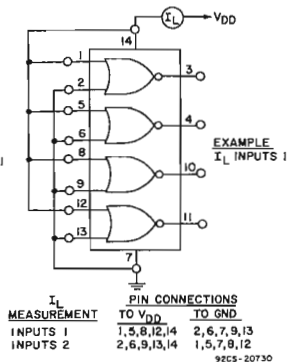 I_L
V_DD
14
1
3
2
5
4
6
EXAMPLE
I_L INPUTS 1
8
10
9
12
11
13
7
I_L PIN CONNECTIONS
MEASUREMENT TO V_DD TO GND
INPUTS 1 1,5,8,12,14 2,6,7,9,13
INPUTS 2 2,6,9,13,14 1,5,7,8,12
92CS-20730